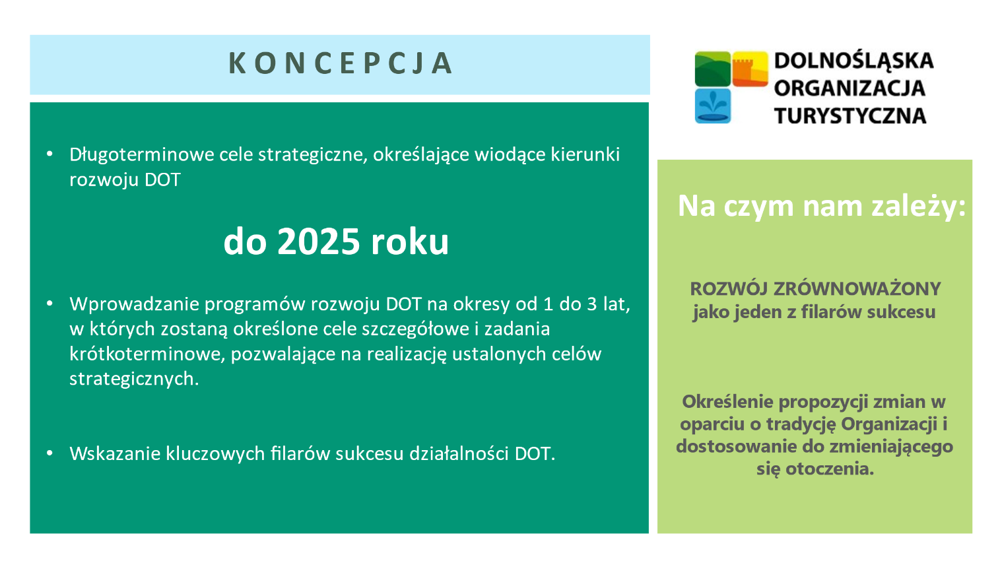 KONCEPCJA
DOLNOŚLĄSKA
ORGANIZACJA
TURYSTYCZNA
• Długoterminowe cele strategiczne, określające wiodące kierunki
rozwoju DOT
do 2025 roku
• Wprowadzanie programów rozwoju DOT na okresy od 1 do 3 lat,
w których zostaną określone cele szczegółowe i zadania
krótkoterminowe, pozwalające na realizację ustalonych celów
strategicznych.
• Wskazanie kluczowych filarów sukcesu działalności DOT.
Na czym nam zależy:
ROZWÓJ ZRÓWNOWAŻONY
jako jeden z filarów sukcesu
Określenie propozycji zmian w
oparciu o tradycję Organizacji i
dostosowanie do zmieniającego
się otoczenia.